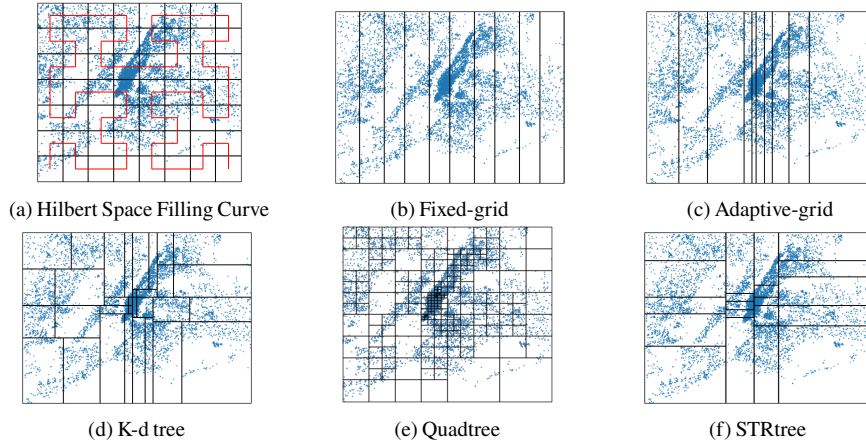 (a) Hilbert Space Filling Curve
(b) Fixed-grid
(c) Adaptive-grid
(d) K-d tree
(e) Quadtree
(f) STRtree